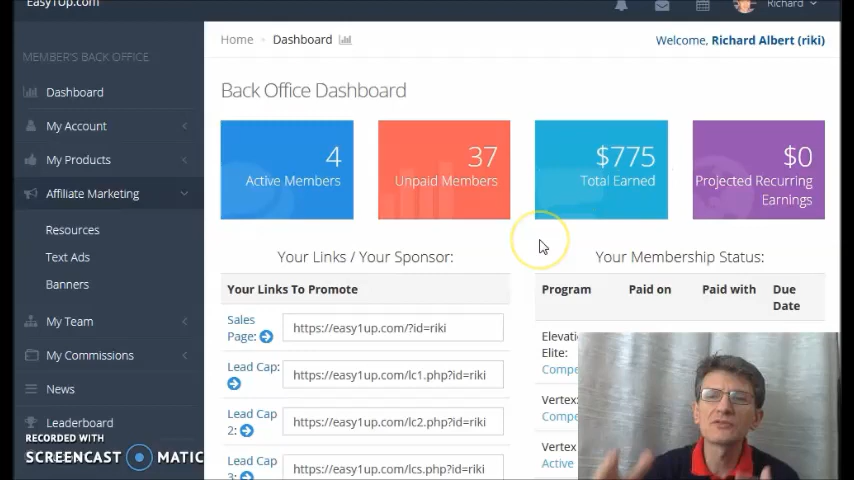 Easy1Up.com
Richard
MEMBER'S BACK OFFICE
Home
Dashboard
Welcome, Richard Albert (riki)
Dashboard
My Account
My Products
Affiliate Marketing
Resources
Text Ads
Banners
My Team
My Commissions
News
Leaderboard
RECORDED WITH
SCREENCAST MATIC
Back Office Dashboard
4
Active Members
37
Unpaid Members
$775
Total Earned
$0
Projected Recurring
Earnings
Your Links / Your Sponsor:
Your Links To Promote
Sales
Page:
https://easy1up.com/?id=riki
Lead Cap:
https://easy1up.com/lc1.php?id=riki
Lead Cap
2:
https://easy1up.com/lc2.php?id=riki
Lead Cap
3:
https://easy1up.com/lcs.php?id=riki
Your Membership Status:
Program Paid on Paid with Due
Date
Elevati
Elite:
Comp
Vertex:
Comp
Vertex
Active